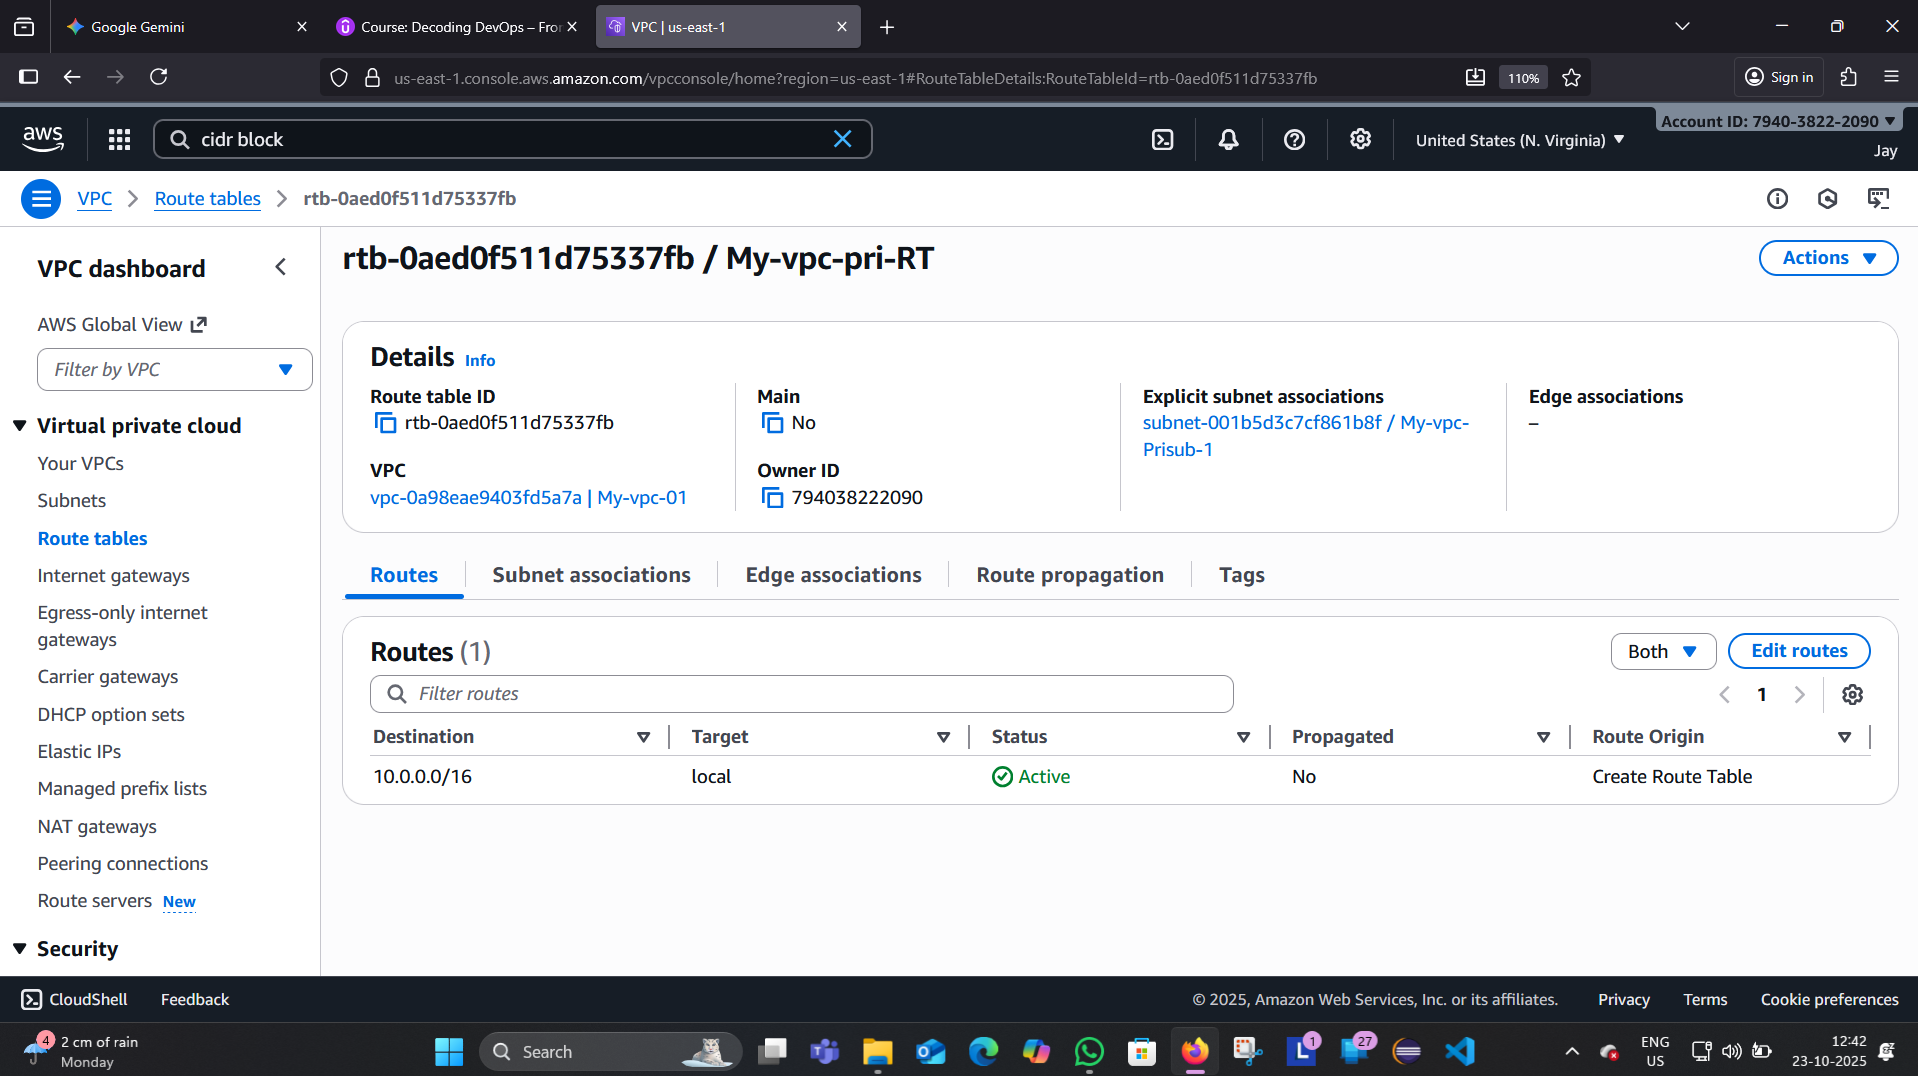 Google Gemini
Course: Decoding DevOps – Fro
VPC | us-east-1
us-east-1.console.aws.amazon.com/vpcconsole/home?region=us-east-1#RouteTableDetails:RouteTableId=rtb-0aed0f511d75337fb
110%
Sign in
aws
cidr block
United States (N. Virginia)
Account ID: 7940-3822-2090
Jay
VPC
Route tables
rtb-0aed0f511d75337fb
VPC dashboard
AWS Global View
Filter by VPC
Virtual private cloud
Your VPCs
Subnets
Route tables
Internet gateways
Egress-only internet
gateways
Carrier gateways
DHCP option sets
Elastic IPs
Managed prefix lists
NAT gateways
Peering connections
Route servers New
Security
rtb-0aed0f511d75337fb / My-vpc-pri-RT
Actions
Details Info
Route table ID
rtb-0aed0f511d75337fb
VPC
vpc-0a98eae9403fd5a7a | My-vpc-01
Main
No
Owner ID
794038222090
Explicit subnet associations
subnet-001b5d3c7cf861b8f / My-vpc-
Prisub-1
Edge associations
–
Routes
Subnet associations
Edge associations
Route propagation
Tags
Routes (1)
Both
Edit routes
Filter routes
1
Destination Target Status Propagated Route Origin
10.0.0.0/16 local Active No Create Route Table
CloudShell
Feedback
© 2025, Amazon Web Services, Inc. or its affiliates.
Privacy
Terms
Cookie preferences
4
2 cm of rain
Monday
Search
L
1
27
ENG
US
12:42
23-10-2025